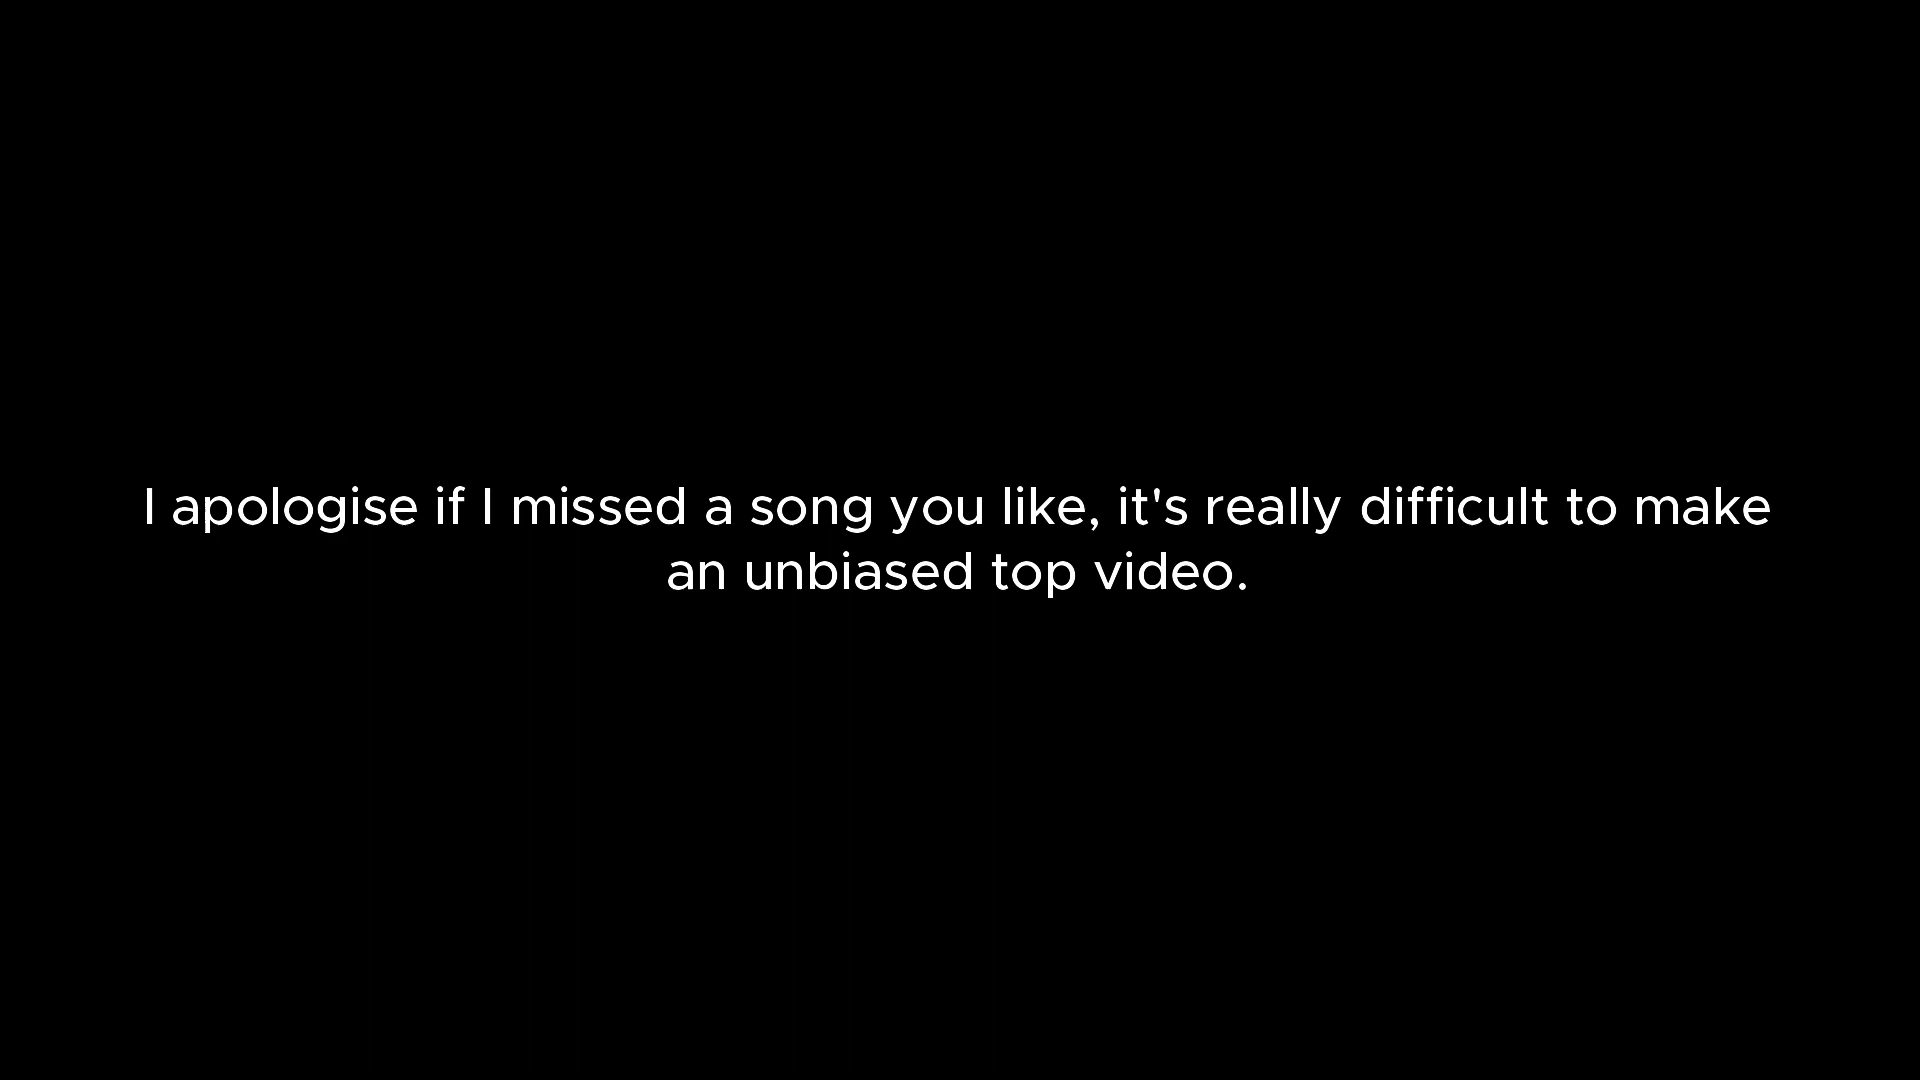 I apologise if I missed a song you like, it's really difficult to make
an unbiased top video.